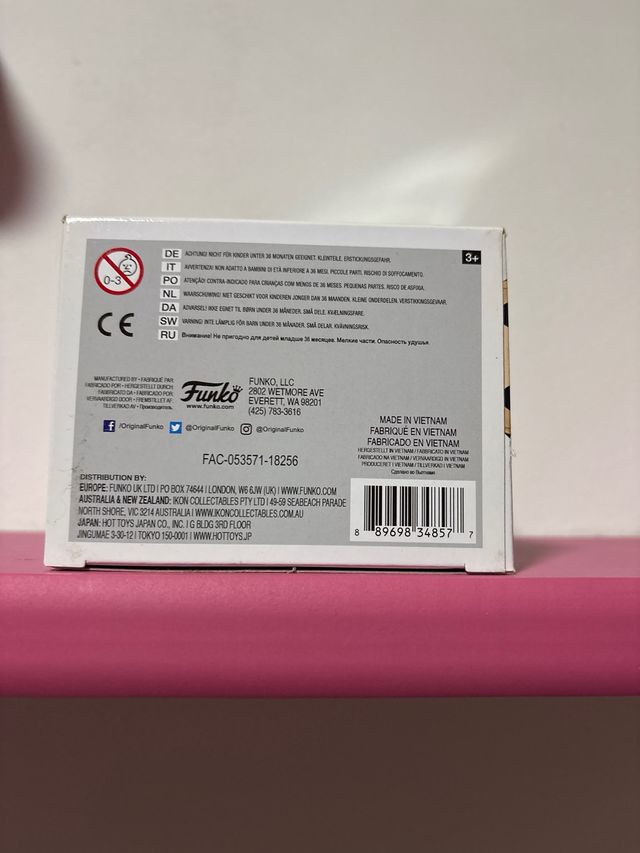 3+
0-3
DE ACHTUNG! NICHT FÜR KINDER UNTER 36 MONATEN GEEIGNET. KLEINTEILE. ERSTICKUNGSGEFAHR.
IT AVVERTENZA! NON ADATTO A BAMBINI DI ETÀ INFERIORE A 36 MESI. PICCOLE PARTI. RISCHIO DI SOFFOCAMENTO.
PO ATENÇÃO! CONTRA-INDICADO PARA CRIANÇAS COM MENOS DE 36 MESES. PEQUENAS PARTES. RISCO DE ASFIXIA.
NL WAARSCHUWING! NIET GESCHIKT VOOR KINDEREN JONGER DAN 36 MAANDEN. KLEINE ONDERDELEN. VERSTIKKINGSGEVAAR.
DA ADVARSEL! IKKE EGNET TIL BØRN UNDER 36 MÅNEDER. SMÅ DELE. KVÆLNINGSFARE.
SW VARNING! INTE LÄMPLIG FÖR BARN UNDER 36 MÅNADER. SMÅ DELAR. KVÄVNINGSRISK.
RU Внимание! Не пригодно для детей младше 36 месяцев. Мелкие части. Опасность удушья.
CE
MANUFACTURED BY • FABRIQUÉ PAR
FABRICADO POR • HERGESTELLT DURCH
FABBRICATO DA • FABRICADO POR
VERVAARDIGD DOOR • FREMSTILLET AF
TILLVERKAD AV • Производитель
Funko
www.funko.com
FUNKO, LLC
2802 WETMORE AVE
EVERETT, WA 98201
(425) 783-3616
/OriginalFunko @OriginalFunko @OriginalFunko
FAC-053571-18256
MADE IN VIETNAM
FABRIQUÉ EN VIETNAM
FABRICADO EN VIETNAM
HERGESTELLT IN VIETNAM / FABBRICATO IN VIETNAM
FABRICADO NA VIETNAM / VERVAARDIGD IN VIETNAM
PRODUCERET I VIETNAM / TILLVERKAD I VIETNAM
Сделано во Вьетнаме
DISTRIBUTION BY:
EUROPE: FUNKO UK LTD | PO BOX 74644 | LONDON, W6 6JW (UK) | WWW.FUNKO.COM
AUSTRALIA & NEW ZEALAND: IKON COLLECTABLES PTY LTD | 49-59 SEABEACH PARADE
NORTH SHORE, VIC 3214 AUSTRALIA | WWW.IKONCOLLECTABLES.COM.AU
JAPAN: HOT TOYS JAPAN CO., INC. | G BLDG 3RD FLOOR
JINGUMAE 3-30-12 | TOKYO 150-0001 | WWW.HOTTOYS.JP
8 89698 34857 7